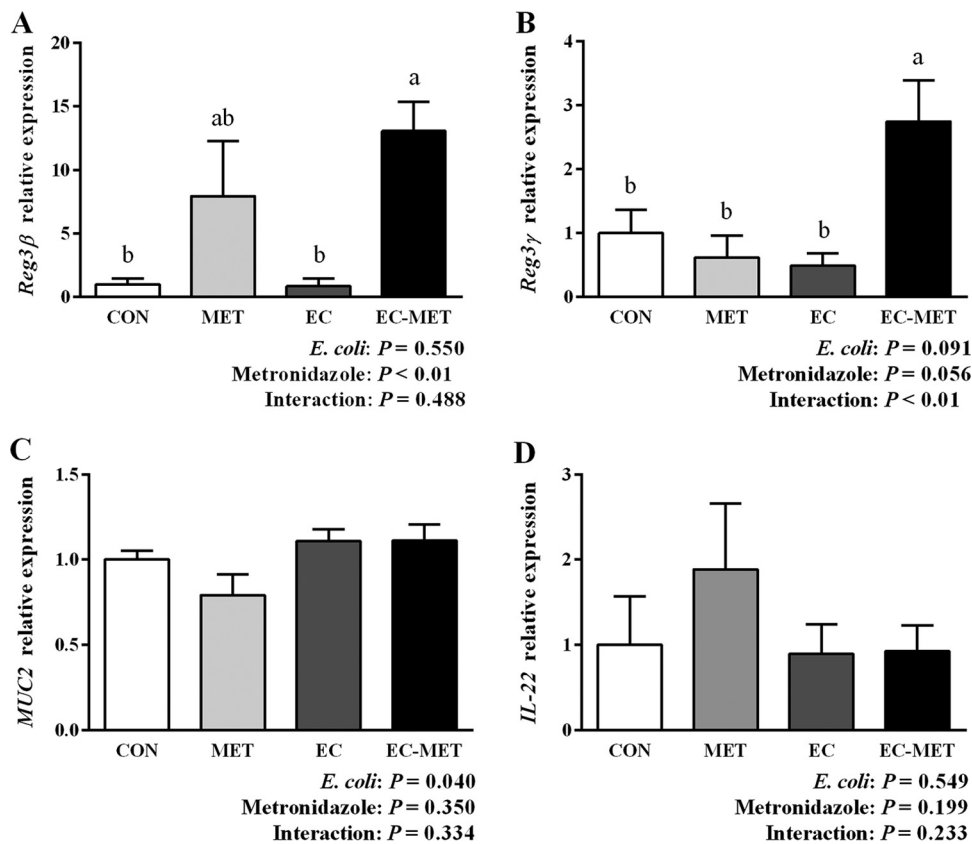 A
Reg3β relative expression
20
15
10
5
0
b
ab
b
a
CON MET EC EC-MET
E. coli: P = 0.550
Metronidazole: P < 0.01
Interaction: P = 0.488
B
Reg3γ relative expression
4
3
2
1
0
b
b
b
a
CON MET EC EC-MET
E. coli: P = 0.091
Metronidazole: P = 0.056
Interaction: P < 0.01
C
MUC2 relative expression
1.5
1.0
0.5
0.0
CON MET EC EC-MET
E. coli: P = 0.040
Metronidazole: P = 0.350
Interaction: P = 0.334
D
IL-22 relative expression
3
2
1
0
CON MET EC EC-MET
E. coli: P = 0.549
Metronidazole: P = 0.199
Interaction: P = 0.233